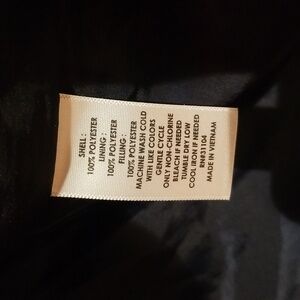 SHELL:
100% POLYESTER
LINING:
100% POLYESTER
FILLING:
100% POLYESTER
MACHINE WASH COLD
WITH LIKE COLORS
GENTLE CYCLE
ONLY NON-CHLORINE
BLEACH IF NEEDED
TUMBLE DRY LOW
COOL IRON IF NEEDED
RN#31104
MADE IN VIETNAM